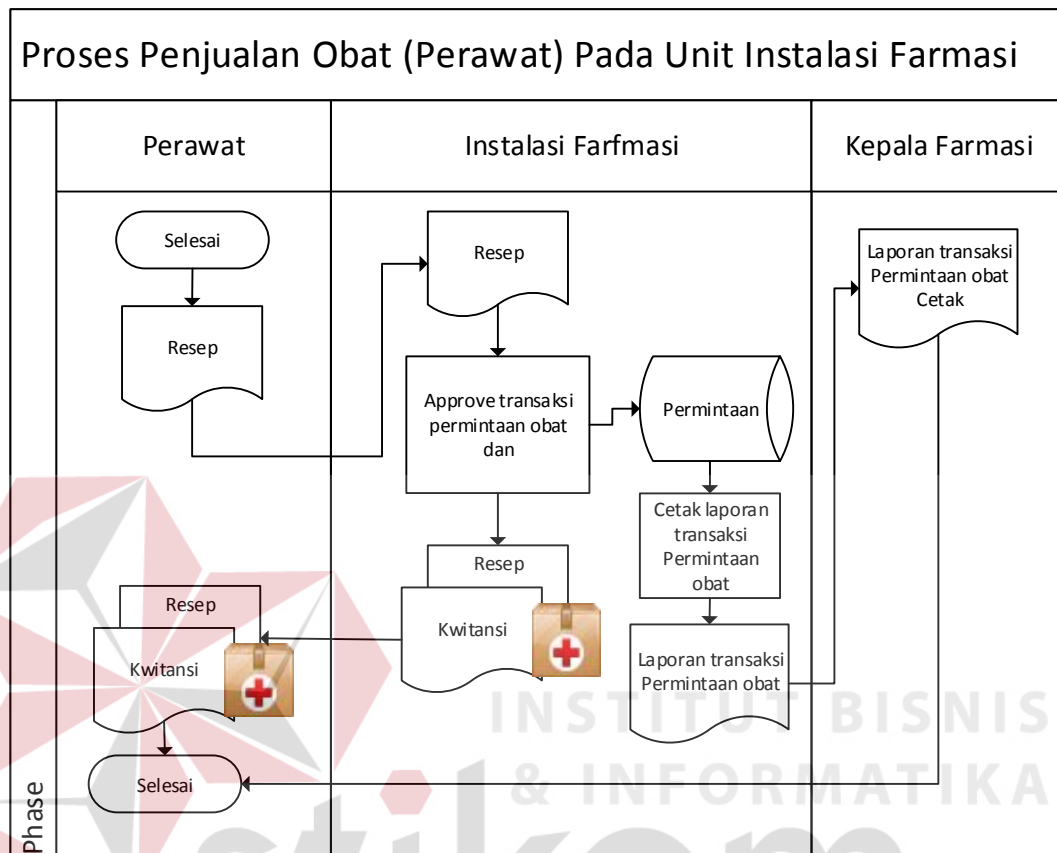 Proses Penjualan Obat (Perawat) Pada Unit Instalasi Farmasi
Perawat
Instalasi Farfmasi
Kepala Farmasi
Selesai
Resep
Resep
Approve transaksi
permintaan obat
dan
Permintaan
Cetak laporan
transaksi
Permintaan
obat
Laporan transaksi
Permintaan obat
Resep
Kwitansi
Resep
Kwitansi
Selesai
Laporan transaksi
Permintaan obat
Cetak
Phase
INSTITUT BISNIS
& INFORMATIKA
stikom